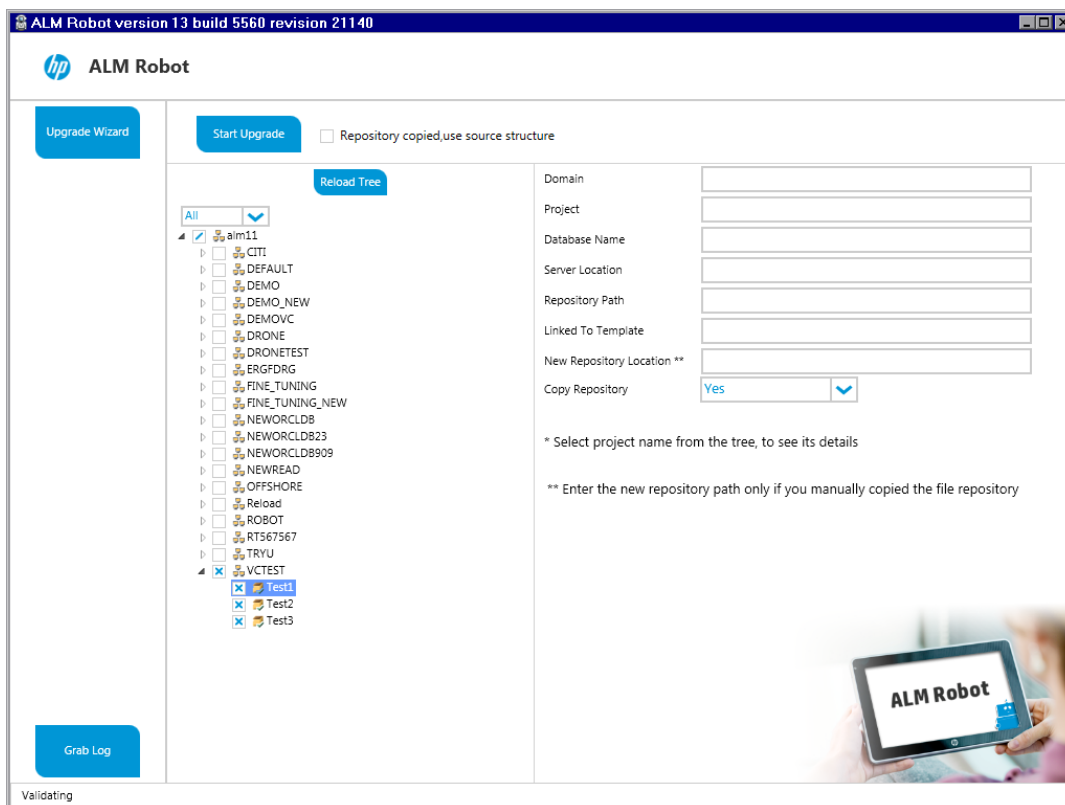 ALM Robot version 13 build 5560 revision 21140
hp
ALM Robot
Upgrade Wizard
Start Upgrade
Repository copied,use source structure
Reload Tree
All
alm11
CITI
DEFAULT
DEMO
DEMO_NEW
DEMOVC
DRONE
DRONETEST
ERGFDRG
FINE_TUNING
FINE_TUNING_NEW
NEWORCLDB
NEWORCLDB23
NEWORCLDB909
NEWREAD
OFFSHORE
Reload
ROBOT
RT567567
TRYU
VCTEST
Test1
Test2
Test3
Domain
Project
Database Name
Server Location
Repository Path
Linked To Template
New Repository Location **
Copy Repository
Yes
* Select project name from the tree, to see its details
** Enter the new repository path only if you manually copied the file repository
ALM Robot
Grab Log
Validating